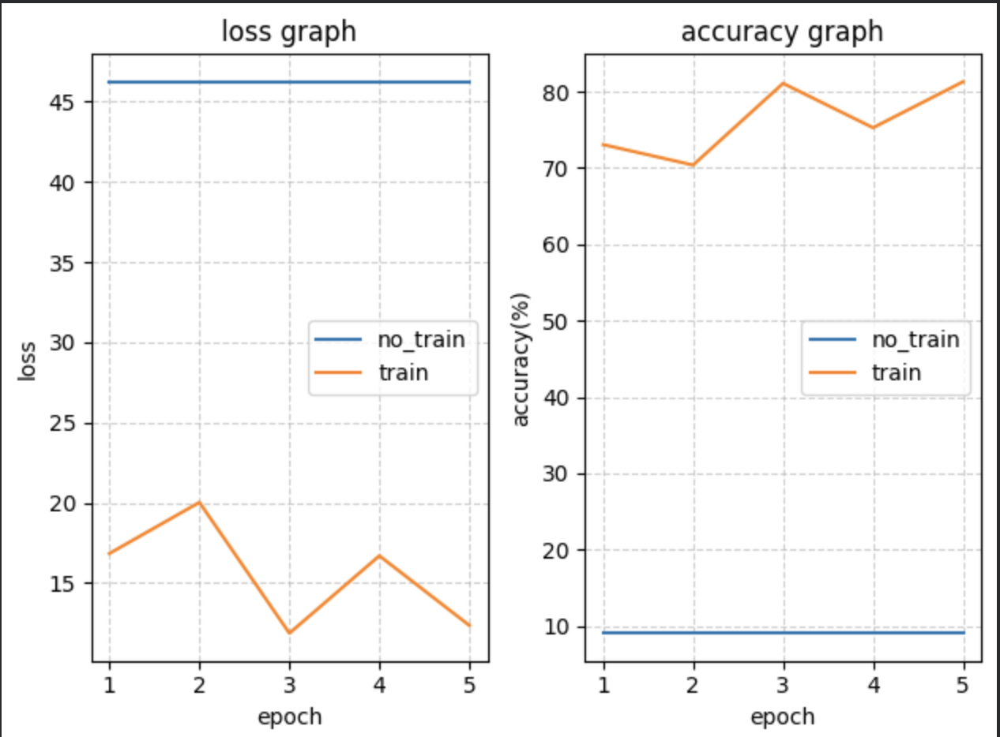 loss graph
45
40
35
30
25
20
15
loss
no_train
train
1 2 3 4 5
epoch
accuracy graph
80
70
60
50
40
30
20
10
accuracy(%)
no_train
train
1 2 3 4 5
epoch